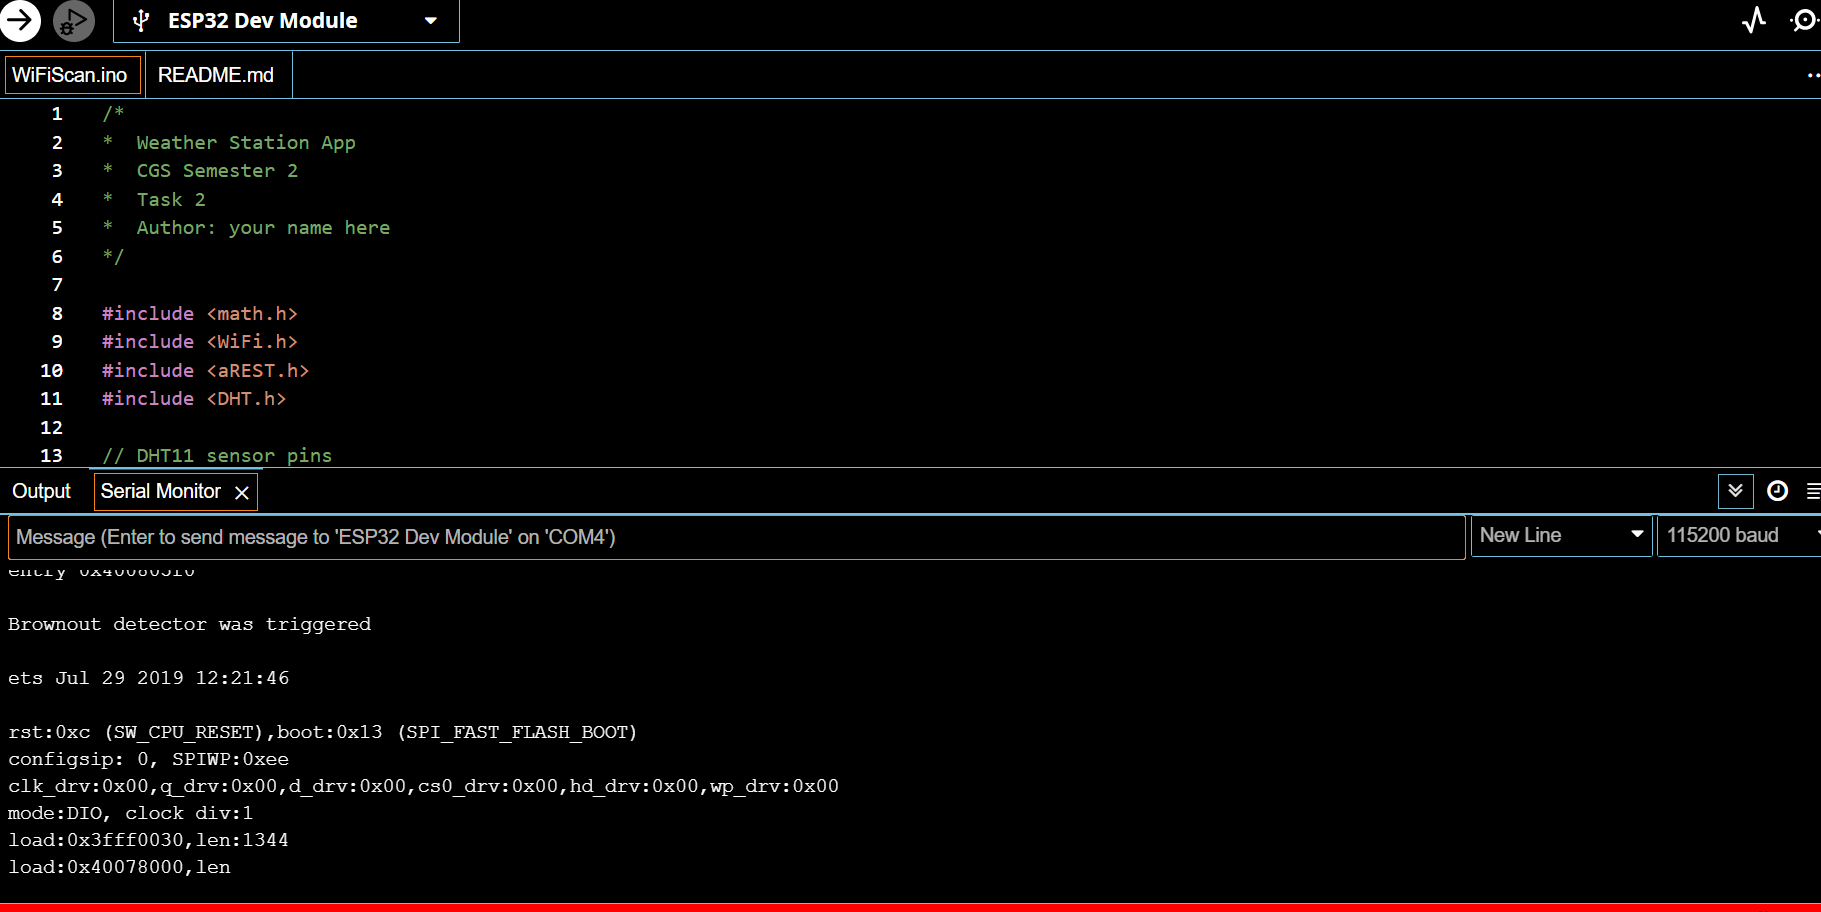 ESP32 Dev Module
WiFiScan.ino README.md
1 /*
2 * Weather Station App
3 * CGS Semester 2
4 * Task 2
5 * Author: your name here
6 */
7
8 #include <math.h>
9 #include <WiFi.h>
10 #include <aREST.h>
11 #include <DHT.h>
12
13 // DHT11 sensor pins
Output Serial Monitor
Message (Enter to send message to 'ESP32 Dev Module' on 'COM4') New Line 115200 baud
entry
Brownout detector was triggered
ets Jul 29 2019 12:21:46
rst:0xc (SW_CPU_RESET),boot:0x13 (SPI_FAST_FLASH_BOOT)
configsip: 0, SPIWP:0xee
clk_drv:0x00,q_drv:0x00,d_drv:0x00,cs0_drv:0x00,hd_drv:0x00,wp_drv:0x00
mode:DIO, clock div:1
load:0x3fff0030,len:1344
load:0x40078000,len